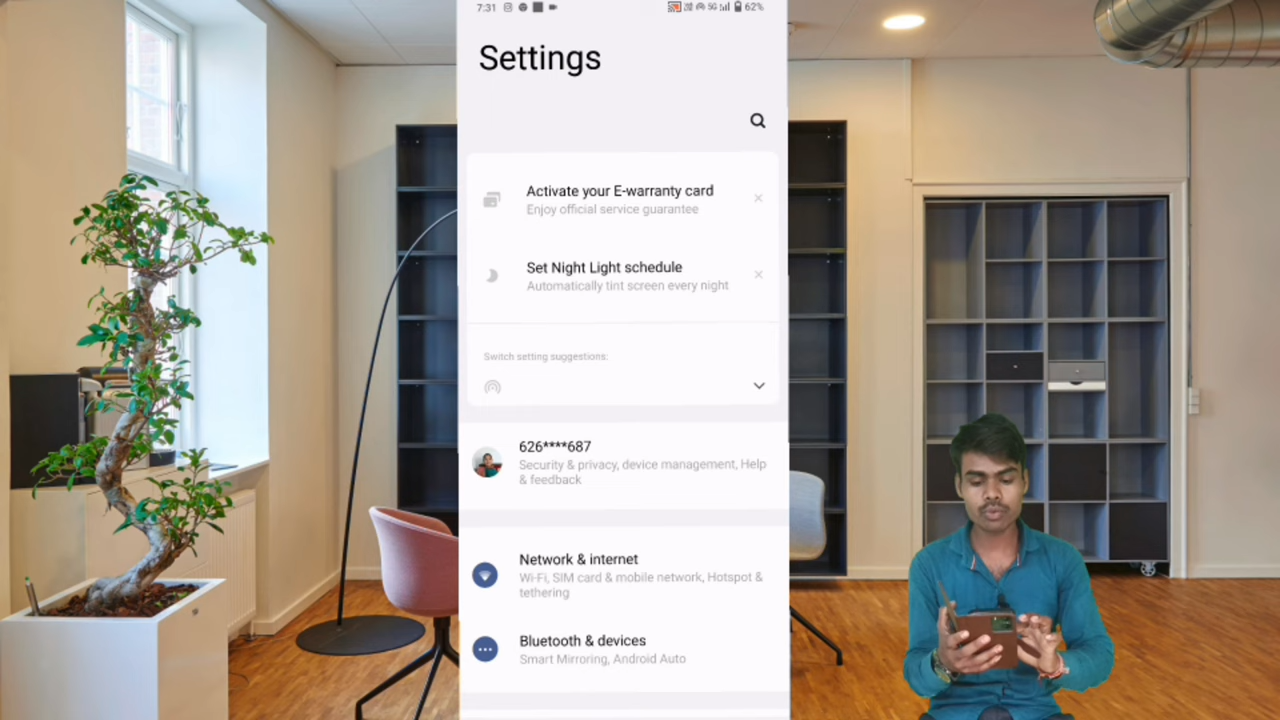 7:31
5G 62%
Settings
Activate your E-warranty card
Enjoy official service guarantee
Set Night Light schedule
Automatically tint screen every night
Switch setting suggestions:
626****687
Security & privacy, device management, Help
& feedback
Network & internet
Wi-Fi, SIM card & mobile network, Hotspot &
tethering
Bluetooth & devices
Smart Mirroring, Android Auto